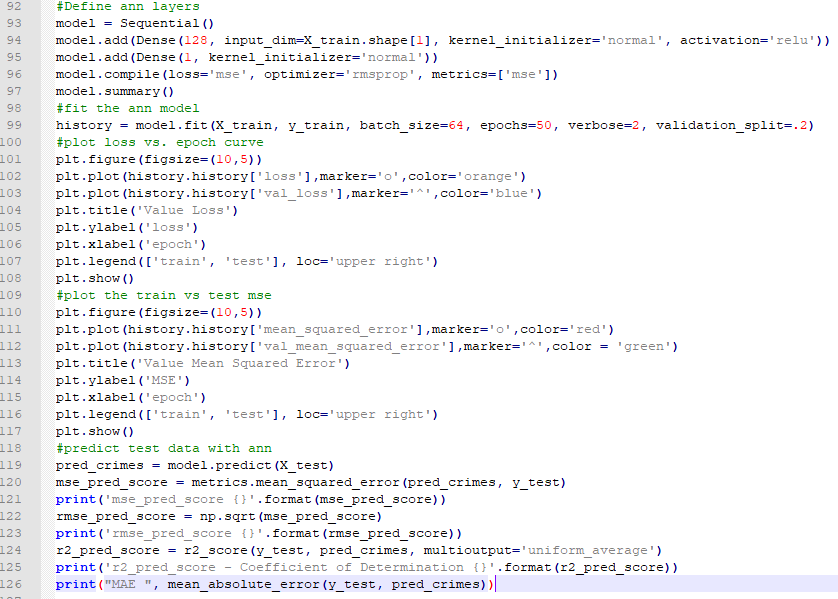 92 #Define ann layers
93 model = Sequential()
94 model.add(Dense(128, input_dim=X_train.shape[1], kernel_initializer='normal', activation='relu'))
95 model.add(Dense(1, kernel_initializer='normal'))
96 model.compile(loss='mse', optimizer='rmsprop', metrics=['mse'])
97 model.summary()
98 #fit the ann model
99 history = model.fit(X_train, y_train, batch_size=64, epochs=50, verbose=2, validation_split=.2)
100 #plot loss vs. epoch curve
101 plt.figure(figsize=(10,5))
102 plt.plot(history.history['loss'],marker='o',color='orange')
103 plt.plot(history.history['val_loss'],marker='^',color='blue')
104 plt.title('Value Loss')
105 plt.ylabel('loss')
106 plt.xlabel('epoch')
107 plt.legend(['train', 'test'], loc='upper right')
108 plt.show()
109 #plot the train vs test mse
110 plt.figure(figsize=(10,5))
111 plt.plot(history.history['mean_squared_error'],marker='o',color='red')
112 plt.plot(history.history['val_mean_squared_error'],marker='^',color = 'green')
113 plt.title('Value Mean Squared Error')
114 plt.ylabel('MSE')
115 plt.xlabel('epoch')
116 plt.legend(['train', 'test'], loc='upper right')
117 plt.show()
118 #predict test data with ann
119 pred_crimes = model.predict(X_test)
120 mse_pred_score = metrics.mean_squared_error(pred_crimes, y_test)
121 print('mse_pred_score {}'.format(mse_pred_score))
122 rmse_pred_score = np.sqrt(mse_pred_score)
123 print('rmse_pred_score {}'.format(rmse_pred_score))
124 r2_pred_score = r2_score(y_test, pred_crimes, multioutput='uniform_average')
125 print('r2_pred_score - Coefficient of Determination {}'.format(r2_pred_score))
126 print("MAE ", mean_absolute_error(y_test, pred_crimes))